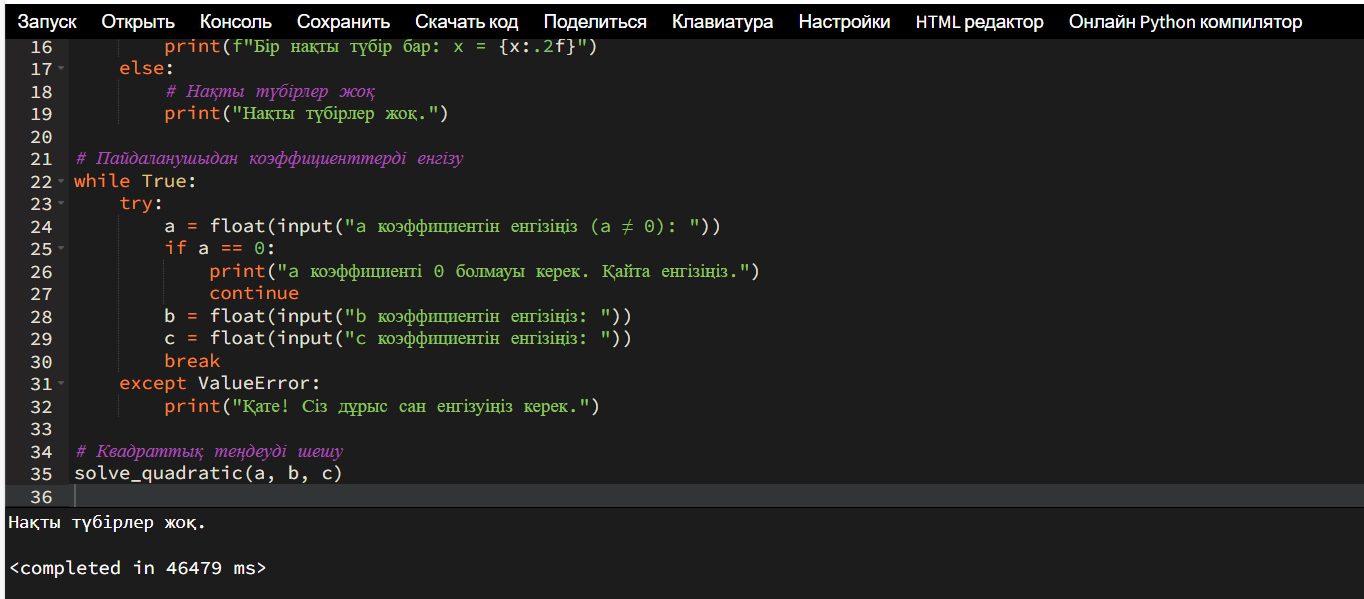 Запуск Открыть Консоль Сохранить Скачать код Поделиться Клавиатура Настройки HTML редактор Онлайн Python компилятор
16 print(f"Бір нақты түбір бар: x = {x:.2f}")
17 else:
18 # Нақты түбірлер жоқ
19 print("Нақты түбірлер жоқ.")
20
21 # Пайдаланушыдан коэффициенттерді енгізу
22 while True:
23 try:
24 a = float(input("a коэффициентін енгізіңіз (a ≠ 0): "))
25 if a == 0:
26 print("a коэффициенті 0 болмауы керек. Қайта енгізіңіз.")
27 continue
28 b = float(input("b коэффициентін енгізіңіз: "))
29 c = float(input("c коэффициентін енгізіңіз: "))
30 break
31 except ValueError:
32 print("Қате! Сіз дұрыс сан енгізуіңіз керек.")
33
34 # Квадраттық теңдеуді шешу
35 solve_quadratic(a, b, c)
36
Нақты түбірлер жоқ.
<completed in 46479 ms>